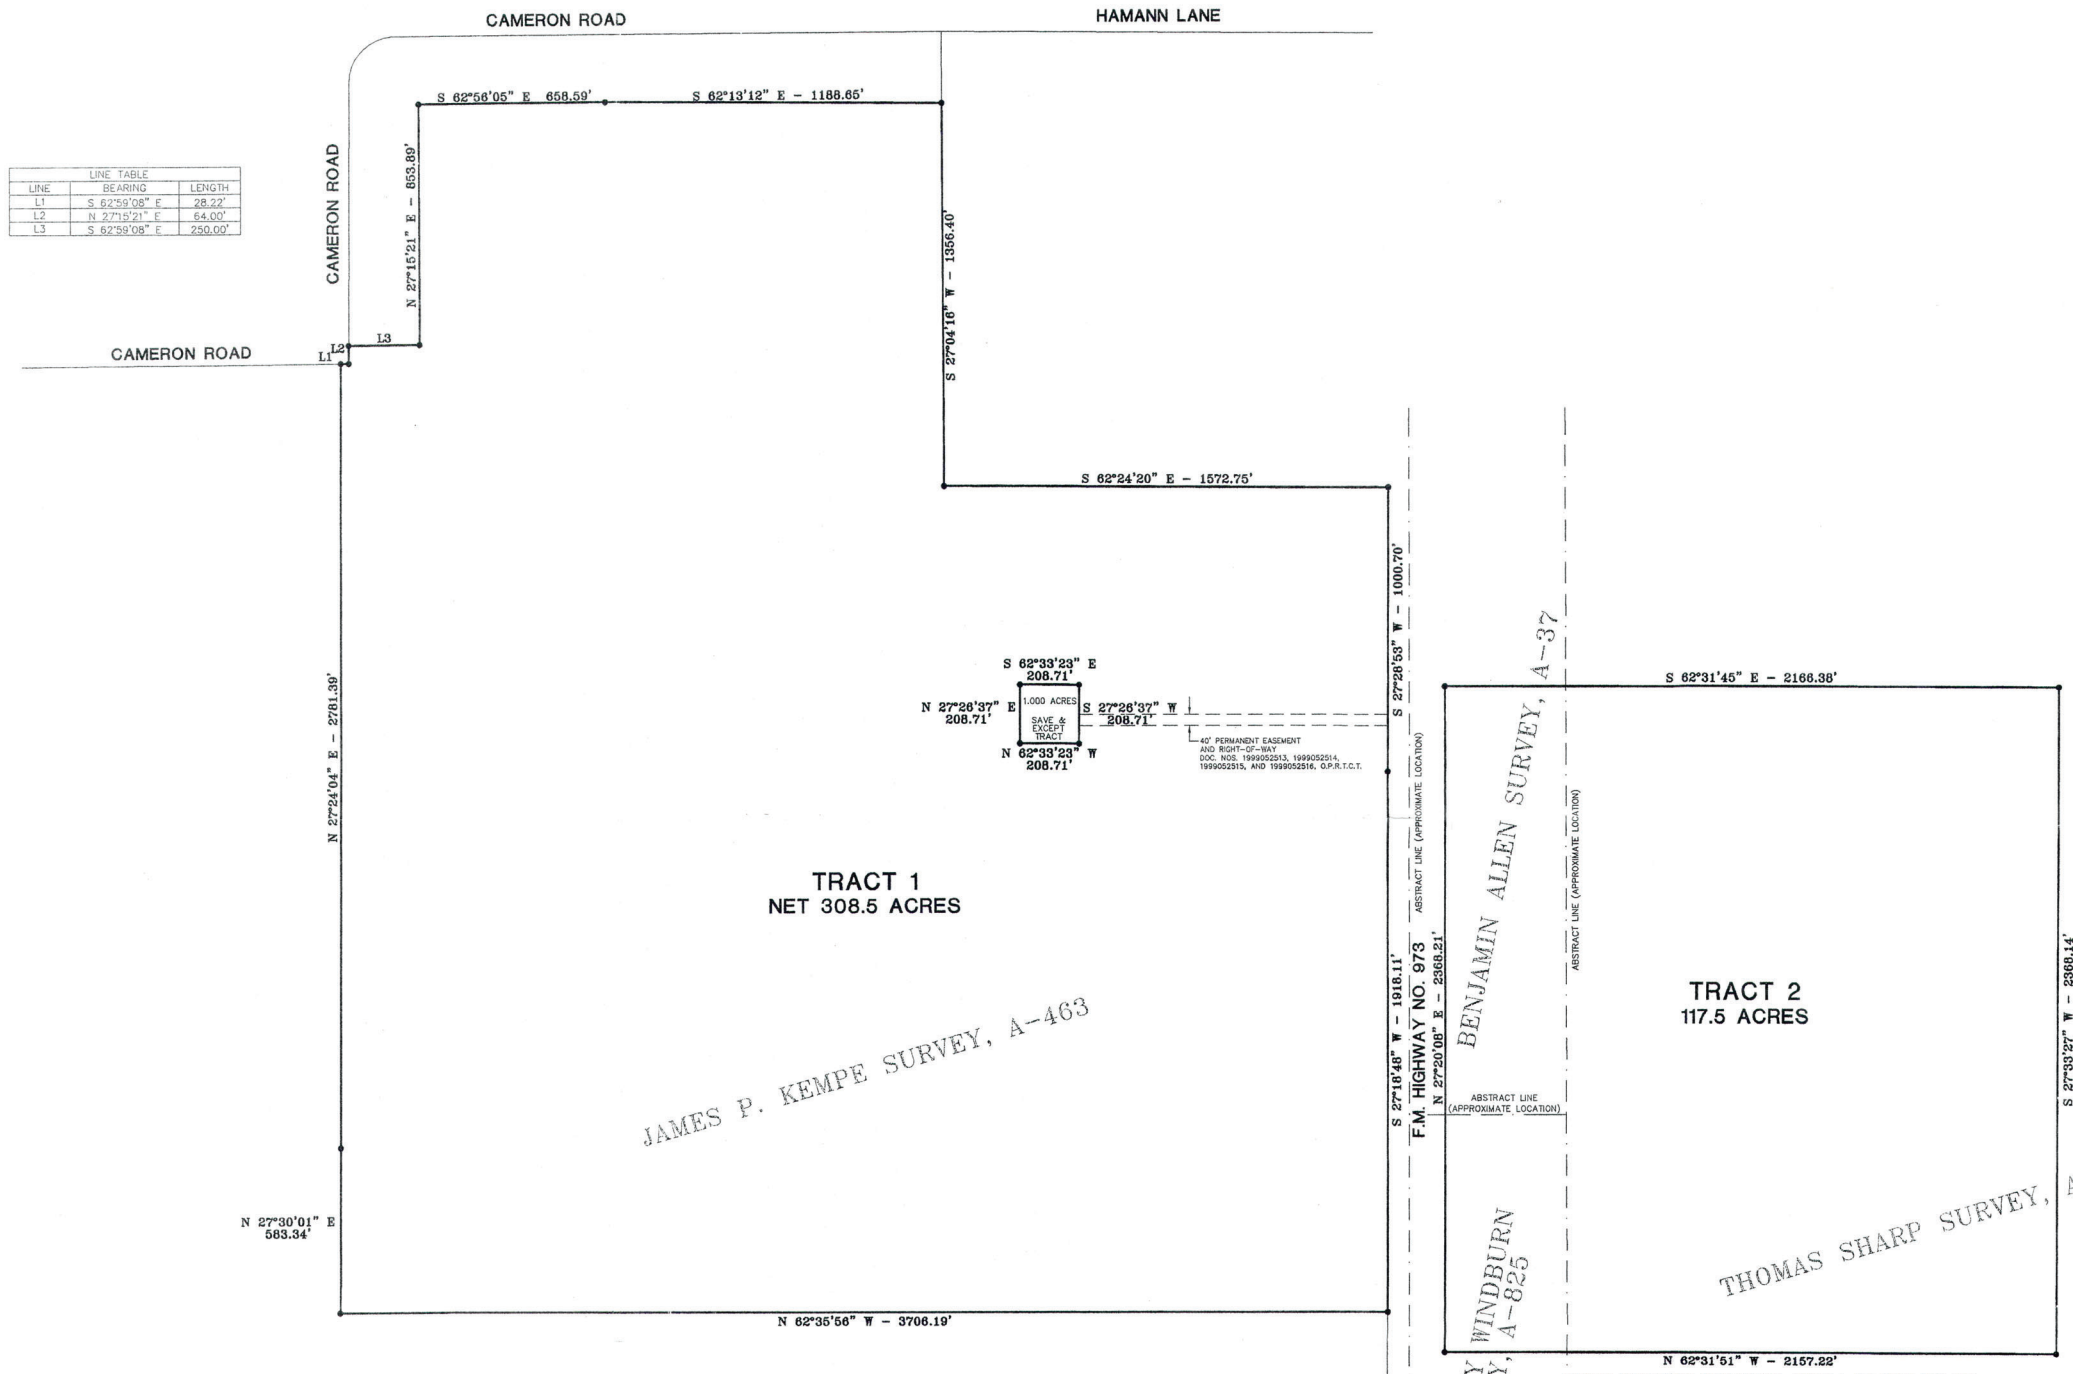 CAMERON ROAD
HAMANN LANE
S 62°56'05" E 658.59'
S 62°13'12" E - 1188.65'
LINE TABLE
LINE BEARING LENGTH
L1 S 62°59'08" E 28.22'
L2 N 27°15'21" E 64.00'
L3 S 62°59'08" E 250.00'
CAMERON ROAD
N 27°15'21" E - 853.89'
S 27°04'16" W - 1356.40'
CAMERON ROAD
L1
L2
L3
S 62°24'20" E - 1572.75'
S 27°28'53" W - 1000.70'
N 27°24'04" E - 2781.39'
S 62°33'23" E
208.71'
N 27°26'37" E
208.71'
1.000 ACRES
SAVE &
EXCEPT
TRACT
S 27°26'37" W
208.71'
N 62°33'23" W
208.71'
40' PERMANENT EASEMENT
AND RIGHT-OF-WAY
DOC. NOS. 1999052513, 1999052514,
1999052515, AND 1999052516, O.P.R.T.C.T.
S 62°31'45" E - 2166.38'
BENJAMIN ALLEN SURVEY, A-37
ABSTRACT LINE (APPROXIMATE LOCATION)
ABSTRACT LINE (APPROXIMATE LOCATION)
TRACT 1
NET 308.5 ACRES
S 27°18'48" W - 1918.11'
F.M. HIGHWAY NO. 973
N 27°20'08" E - 2368.21'
TRACT 2
117.5 ACRES
S 27°33'27" W - 2368.14'
JAMES P. KEMPE SURVEY, A-463
ABSTRACT LINE
(APPROXIMATE LOCATION)
N 27°30'01" E
583.34'
THOMAS SHARP SURVEY, A
Y WINDBURN
Y, A-825
N 62°35'56" W - 3706.19'
N 62°31'51" W - 2157.22'